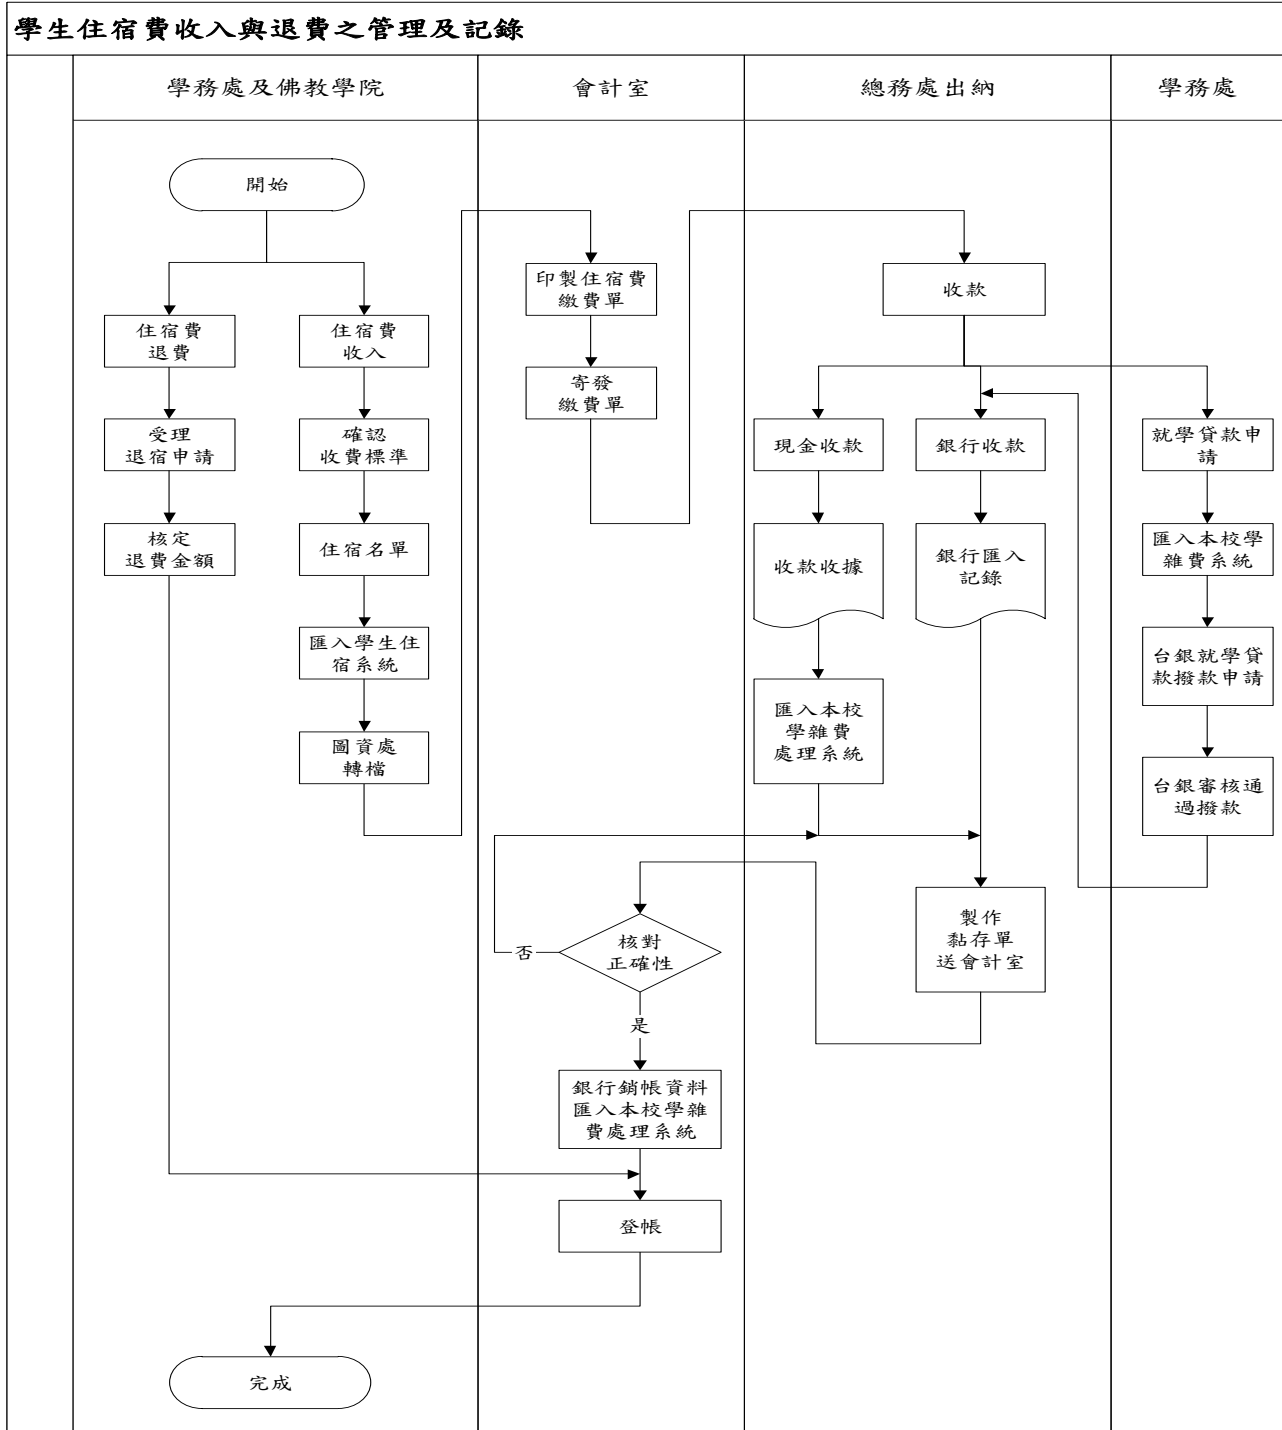 學生住宿費收入與退費之管理及記錄
學務處及佛教學院
會計室
總務處出納
學務處
開始
住宿費
退費
受理
退宿申請
核定
退費金額
住宿費
收入
確認
收費標準
住宿名單
匯入學生住
宿系統
圖資處
轉檔
印製住宿費
繳費單
寄發
繳費單
收款
現金收款
收款收據
匯入本校
學雜費
處理系統
銀行收款
銀行匯入
記錄
就學貸款申
請
匯入本校學
雜費系統
台銀就學貸
款撥款申請
台銀審核通
過撥款
製作
黏存單
送會計室
核對
正確性
否
是
銀行銷帳資料
匯入本校學雜
費處理系統
登帳
完成